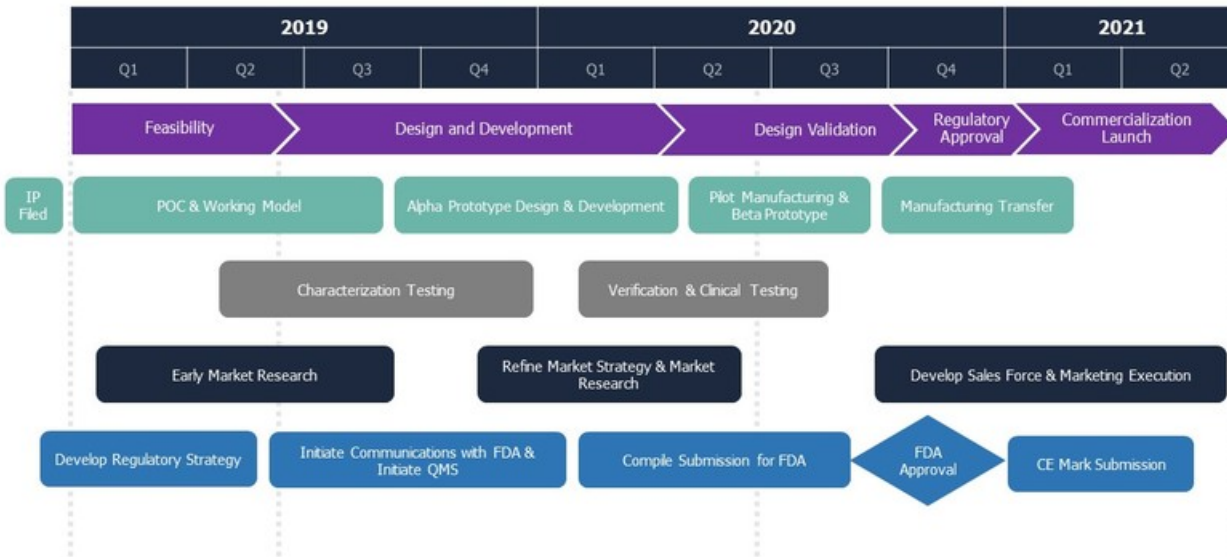 2019
2020
2021
Q1
Q2
Q3
Q4
Q1
Q2
Q3
Q4
Q1
Q2
Feasibility
Design and Development
Design Validation
Regulatory
Approval
Commercialization
Launch
IP
Filed
POC & Working Model
Alpha Prototype Design & Development
Pilot Manufacturing &
Beta Prototype
Manufacturing Transfer
Characterization Testing
Verification & Clinical Testing
Early Market Research
Refine Market Strategy & Market
Research
Develop Sales Force & Marketing Execution
Develop Regulatory Strategy
Initiate Communications with FDA &
Initiate QMS
Compile Submission for FDA
FDA
Approval
CE Mark Submission